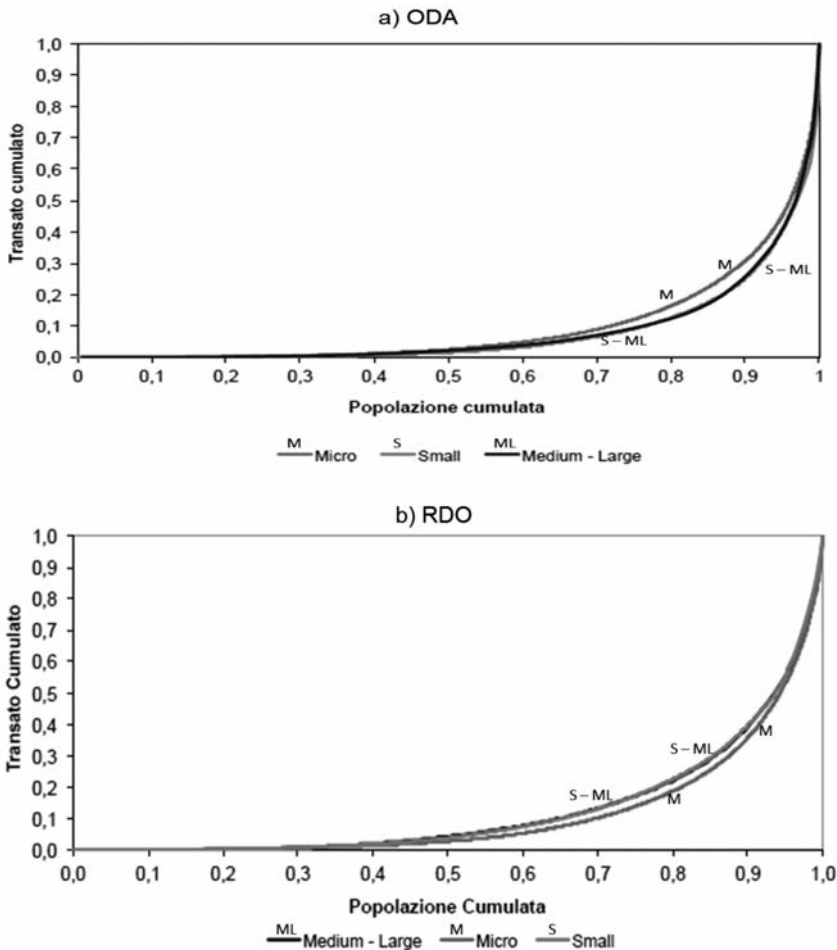 a) ODA
Transato cumulato
1,0
0,9
0,8
0,7
0,6
0,5
0,4
0,3
0,2
0,1
0,0
M
M
S – ML
S – ML
0 0,1 0,2 0,3 0,4 0,5 0,6 0,7 0,8 0,9 1
Popolazione cumulata
M Micro S Small ML Medium - Large
b) RDO
Transato Cumulato
1,0
0,9
0,8
0,7
0,6
0,5
0,4
0,3
0,2
0,1
0,0
M
S – ML
S – ML
M
0,0 0,1 0,2 0,3 0,4 0,5 0,6 0,7 0,8 0,9 1,0
Popolazione Cumulata
ML Medium - Large M Micro S Small